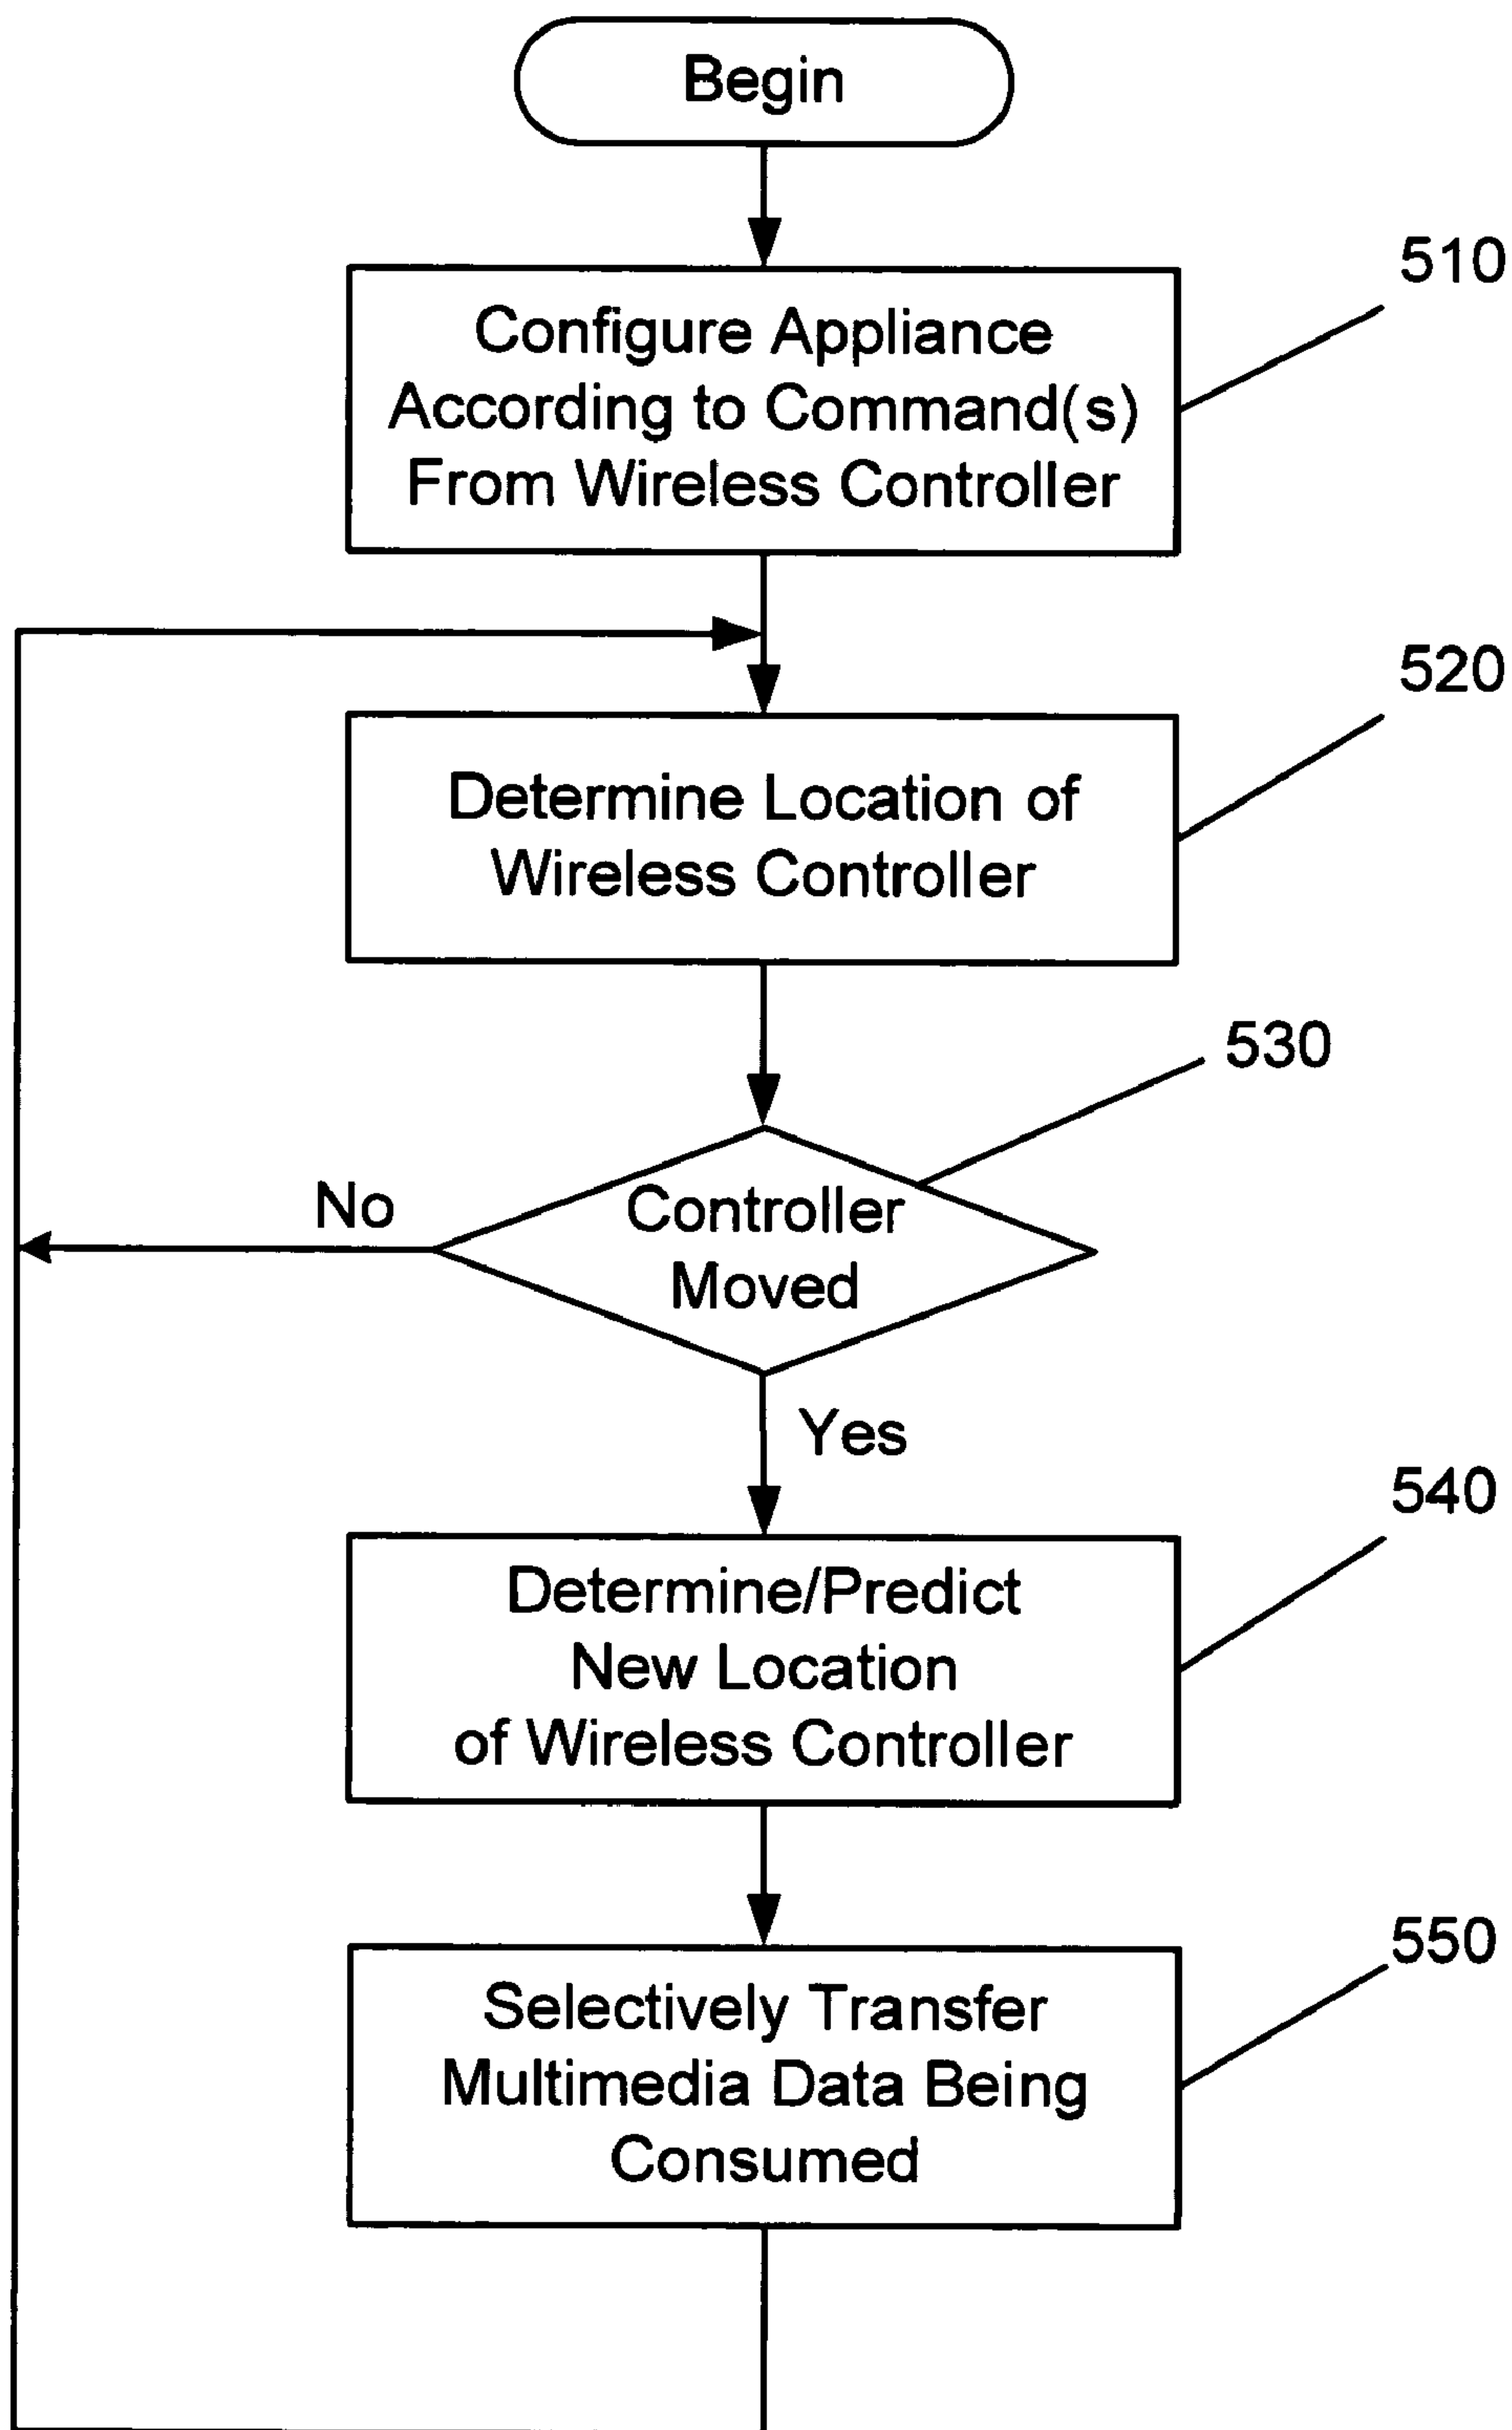 Begin
510
Configure Appliance
According to Command(s)
From Wireless Controller
520
Determine Location of
Wireless Controller
530
No
Controller
Moved
Yes
540
Determine/Predict
New Location
of Wireless Controller
550
Selectively Transfer
Multimedia Data Being
Consumed